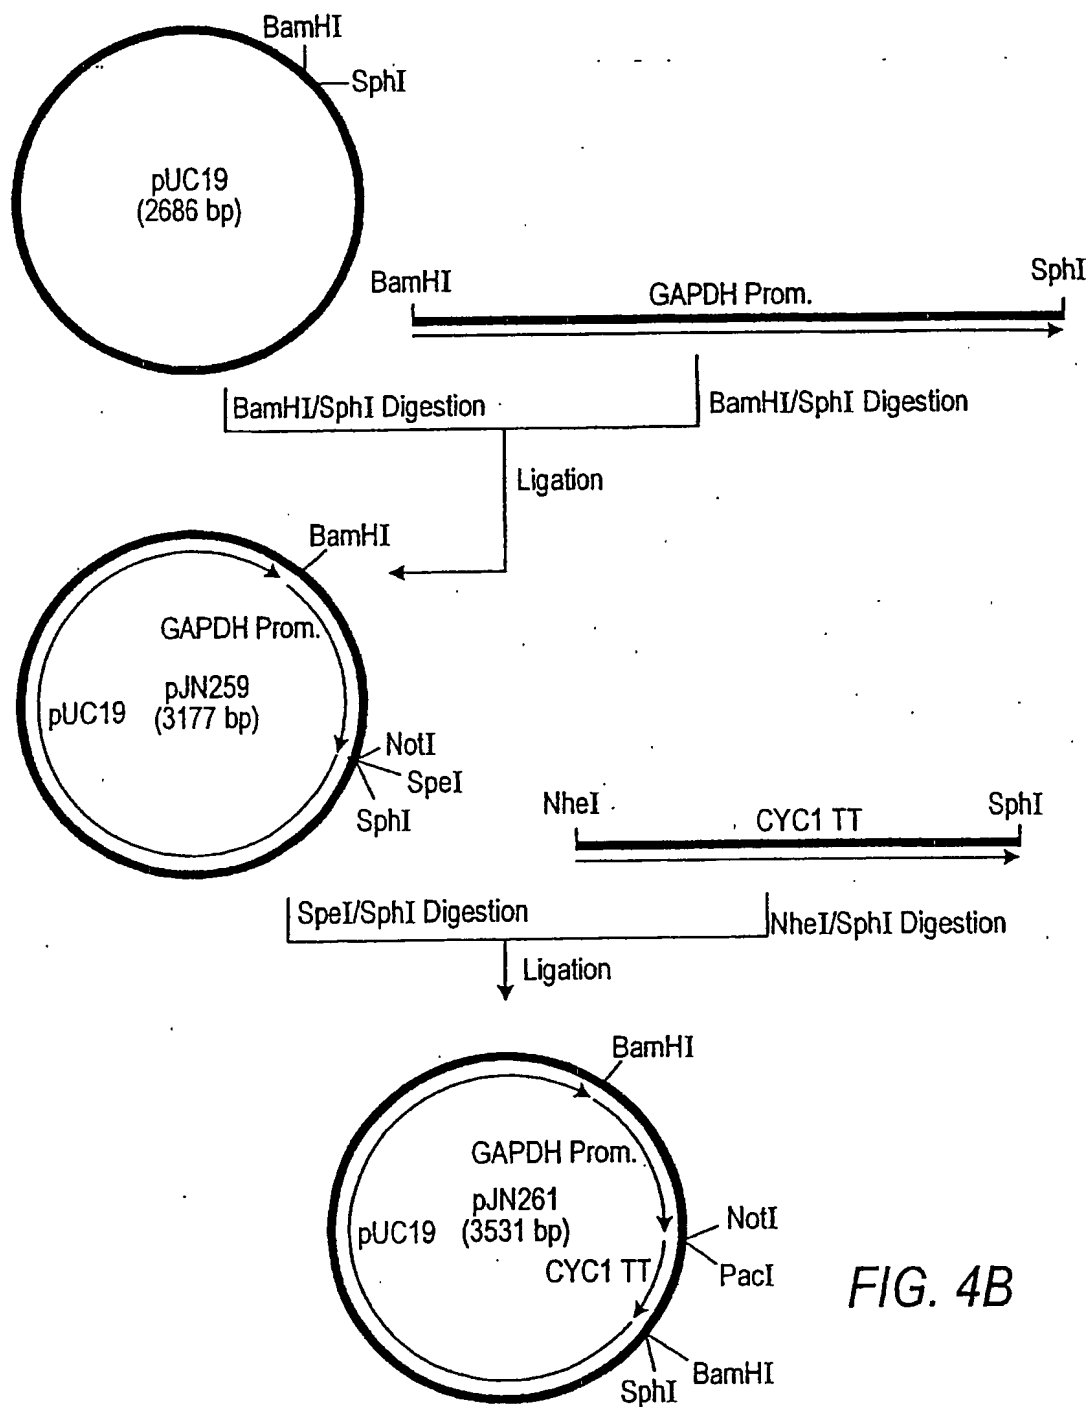 BamHI
SphI
pUC19
(2686 bp)
BamHI
GAPDH Prom.
SphI
BamHI/SphI Digestion
BamHI/SphI Digestion
Ligation
BamHI
GAPDH Prom.
pJN259
pUC19
(3177 bp)
NotI
SpeI
SphI
NheI
CYC1 TT
SphI
SpeI/SphI Digestion
NheI/SphI Digestion
Ligation
BamHI
GAPDH Prom.
pJN261
pUC19
(3531 bp)
NotI
CYC1 TT
PacI
BamHI
SphI
FIG. 4B